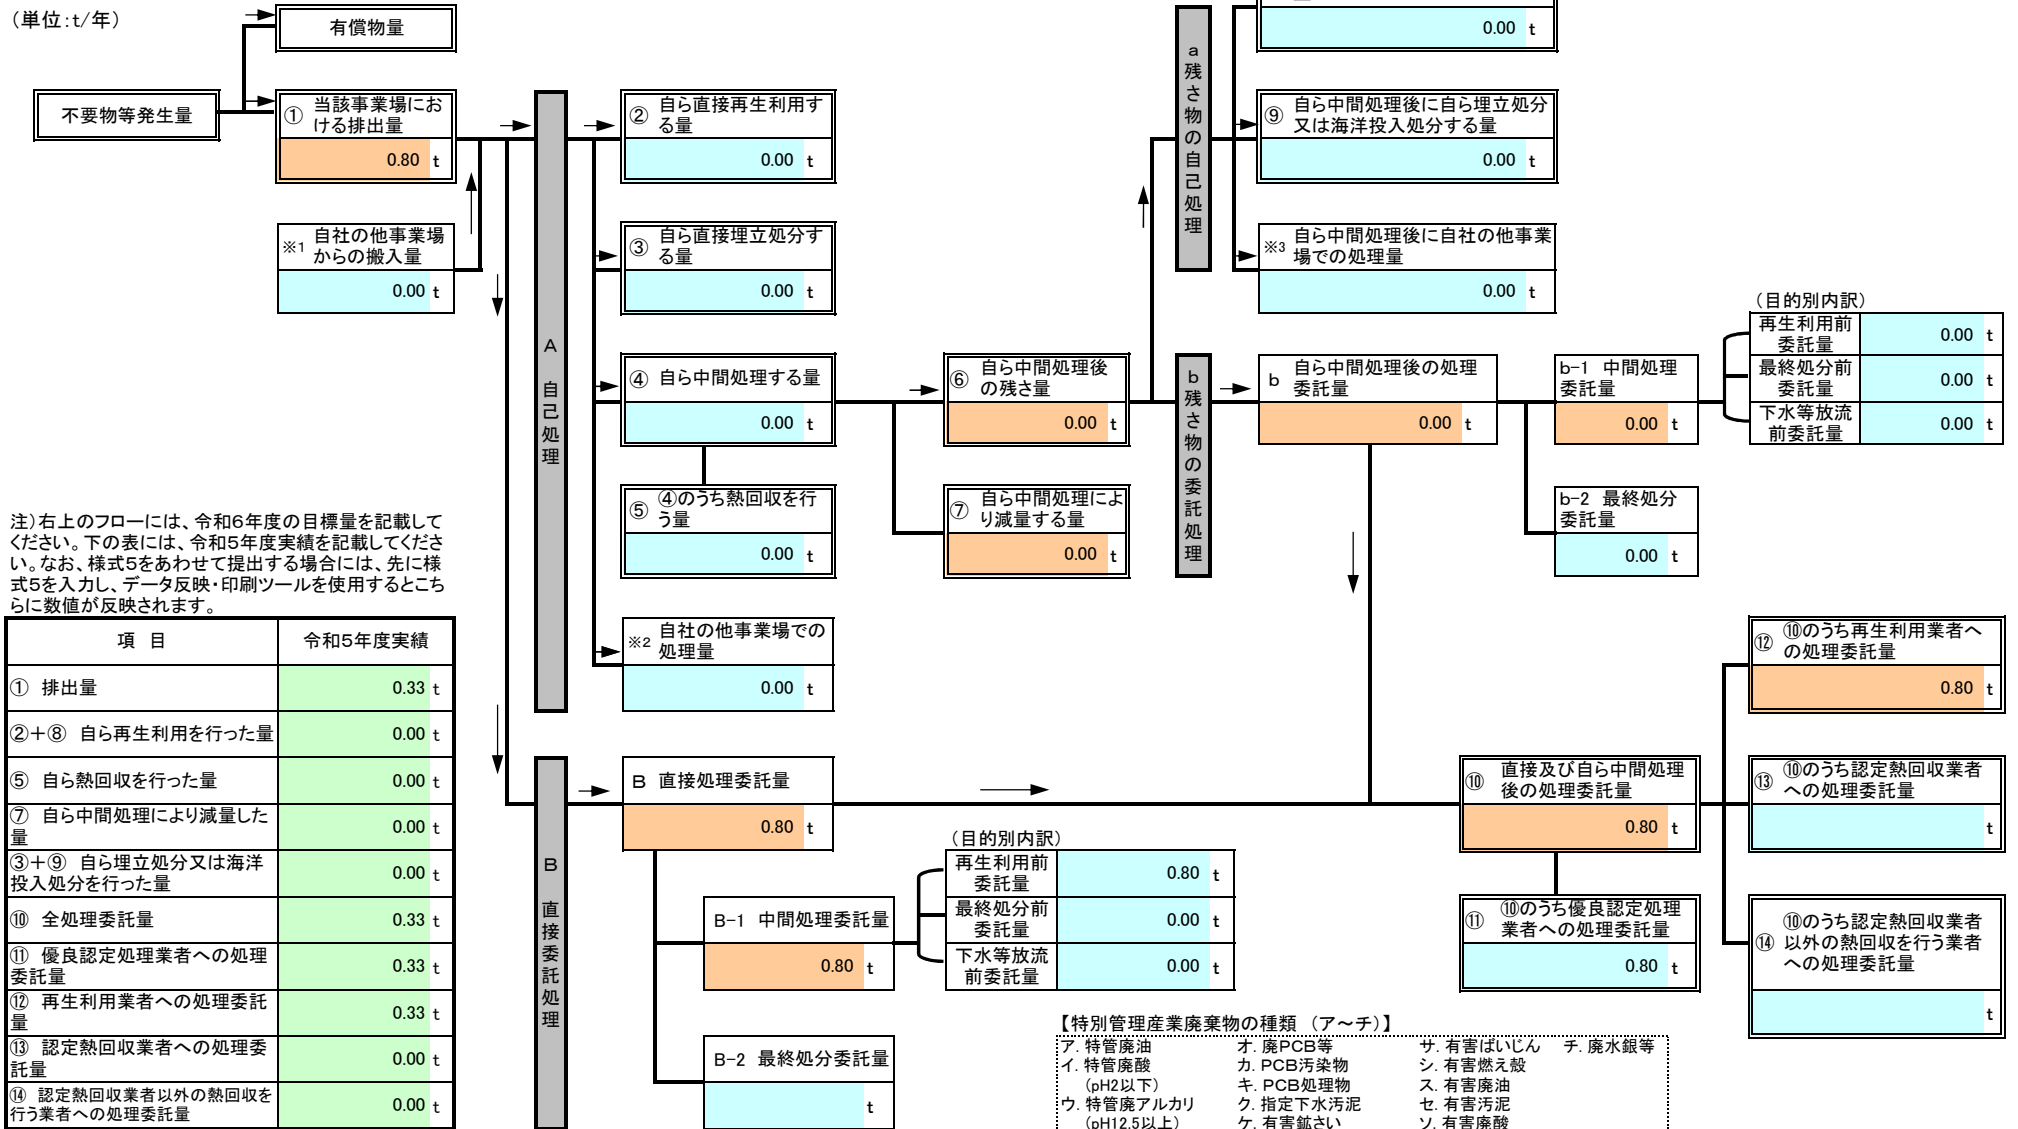 （単位:t/年）
有償物量
不要物等発生量
① 当該事業場にお
ける排出量
0.80 t
※1 自社の他事業場
からの搬入量
0.00 t
A 自己処理
② 自ら直接再生利用す
る量
0.00 t
③ 自ら直接埋立処分す
る量
0.00 t
④ 自ら中間処理する量
0.00 t
⑤ ④のうち熱回収を行
う量
0.00 t
※2 自社の他事業場での
処理量
0.00 t
⑥ 自ら中間処理後
の残さ量
0.00 t
⑦ 自ら中間処理によ
り減量する量
0.00 t
a残さ物の自己処理
0.00 t
⑨ 自ら中間処理後に自ら埋立処分
又は海洋投入処分する量
0.00 t
※3 自ら中間処理後に自社の他事業
場での処理量
0.00 t
b残さ物の委託処理
b 自ら中間処理後の処理
委託量
0.00 t
b-1 中間処理
委託量
0.00 t
b-2 最終処分
委託量
0.00 t
（目的別内訳）
再生利用前
委託量 0.00 t
最終処分前
委託量 0.00 t
下水等放流
前委託量 0.00 t
注）右上のフローには、令和6年度の目標量を記載して
ください。下の表には、令和5年度実績を記載してくださ
い。なお、様式5をあわせて提出する場合には、先に様
式5を入力し、データ反映・印刷ツールを使用するとこち
らに数値が反映されます。
項 目 令和5年度実績
① 排出量 0.33 t
②＋⑧ 自ら再生利用を行った量 0.00 t
⑤ 自ら熱回収を行った量 0.00 t
⑦ 自ら中間処理により減量した
量 0.00 t
③＋⑨ 自ら埋立処分又は海洋
投入処分を行った量 0.00 t
⑩ 全処理委託量 0.33 t
⑪ 優良認定処理業者への処理
委託量 0.33 t
⑫ 再生利用業者への処理委託
量 0.33 t
⑬ 認定熱回収業者への処理委
託量 0.00 t
⑭ 認定熱回収業者以外の熱回収を
行う業者への処理委託量 0.00 t
B 直接委託処理
B 直接処理委託量
0.80 t
B-1 中間処理委託量
0.80 t
B-2 最終処分委託量
t
（目的別内訳）
再生利用前
委託量 0.80 t
最終処分前
委託量 0.00 t
下水等放流
前委託量 0.00 t
⑩ 直接及び自ら中間処理
後の処理委託量
0.80 t
⑪ ⑩のうち優良認定処理
業者への処理委託量
0.80 t
⑫ ⑩のうち再生利用業者へ
の処理委託量
0.80 t
⑬ ⑩のうち認定熱回収業者
への処理委託量
t
⑭ ⑩のうち認定熱回収業者
以外の熱回収を行う業者
への処理委託量
t
【特別管理産業廃棄物の種類 （ア～チ）】
ア. 特管廃油 オ. 廃PCB等 サ. 有害ばいじん チ. 廃水銀等
イ. 特管廃酸 カ. PCB汚染物 シ. 有害燃え殻
（pH2以下） キ. PCB処理物 ス. 有害廃油
ウ. 特管廃アルカリ ク. 指定下水汚泥 セ. 有害汚泥
（pH12.5以上） ケ. 有害鉱さい ソ. 有害廃酸